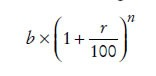 b × (1 + r/100)^n